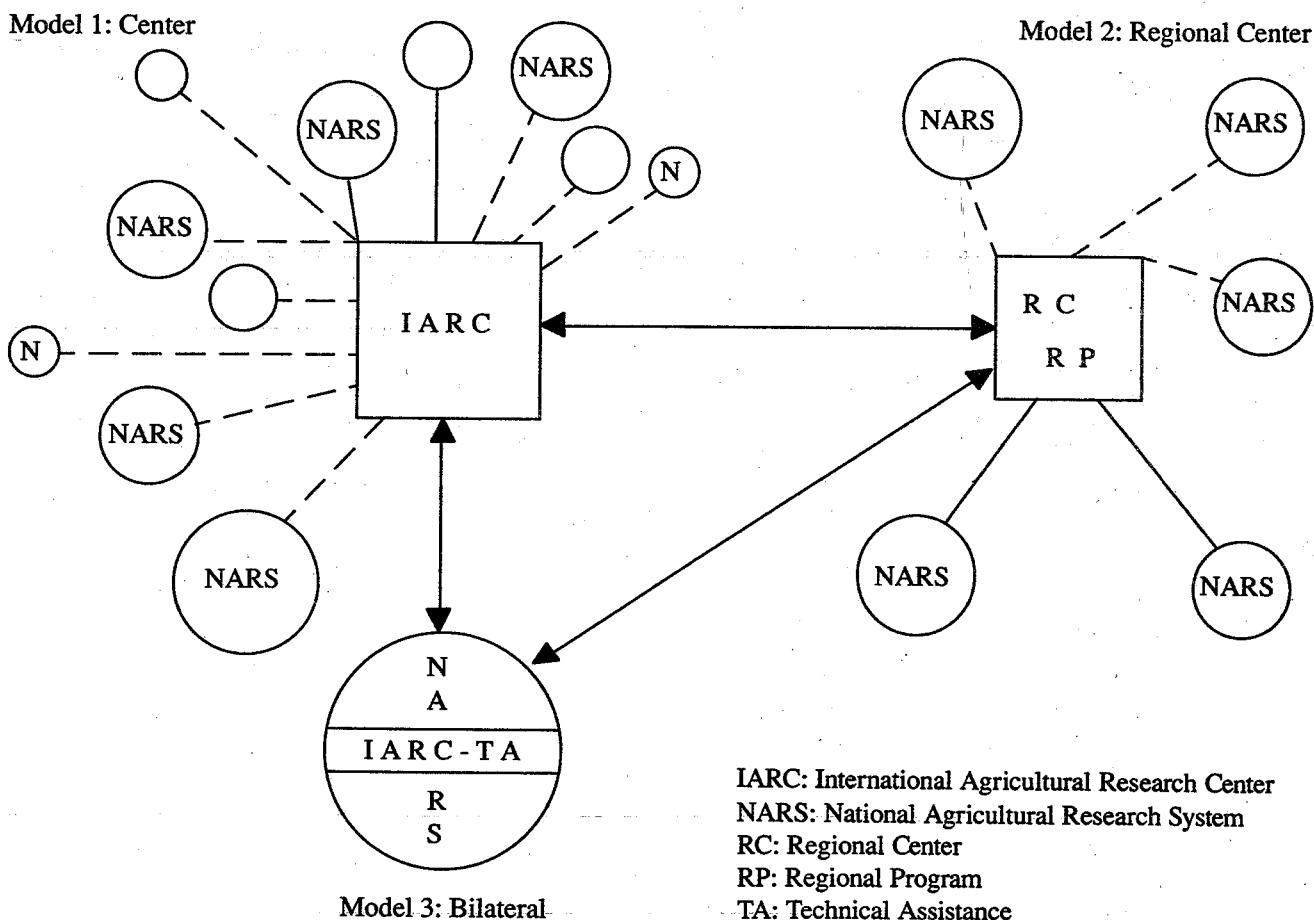 Model 1: Center
Model 2: Regional Center
NARS
NARS
N
NARS
N
NARS
NARS
IARC
NARS
NARS
NARS
RC
RP
NARS
NARS
N
A
IARC-TA
R
S
Model 3: Bilateral
IARC: International Agricultural Research Center
NARS: National Agricultural Research System
RC: Regional Center
RP: Regional Program
TA: Technical Assistance